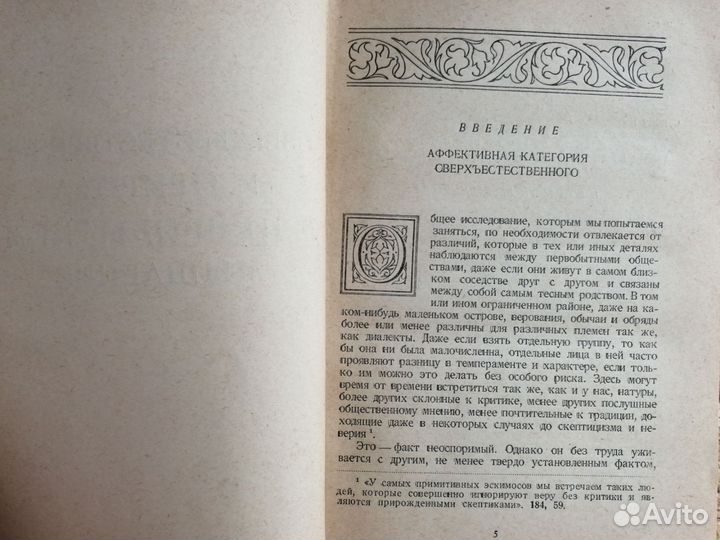 ВВЕДЕНИЕ
АФФЕКТИВНАЯ КАТЕГОРИЯ
СВЕРХЪЕСТЕСТВЕННОГО
Общее исследование, которым мы попытаемся
заняться, по необходимости отвлекается от
различий, которые в тех или иных деталях
наблюдаются между первобытными общес-
твами, даже если они живут в самом близ-
ком соседстве друг с другом и связаны
между собой самым тесным родством. В том
или ином ограниченном районе, даже на ка-
ком-нибудь маленьком острове, верования, обычаи и обряды
более или менее различны для различных племен так же,
как диалекты. Даже если взять отдельную группу, то как
бы она ни была малочисленна, отдельные лица в ней часто
проявляют разницу в темпераменте и характере, если толь-
ко им можно это делать без особого риска. Здесь могут
время от времени встретиться так же, как и у нас, натуры,
более других склонные к критике, менее других послушные
общественному мнению, менее почтительные к традиции, до-
ходящие даже в некоторых случаях до скептицизма и не-
верия 1.
Это — факт неоспоримый. Однако он без труда ужи-
вается с другим, не менее твердо установленным фактом,
1 «У самых примитивных эскимосов мы встречаем таких лю-
дей, которые совершенно игнорируют веру без критики и яв-
ляются прирожденными скептиками». 184, 59.
5
Avito